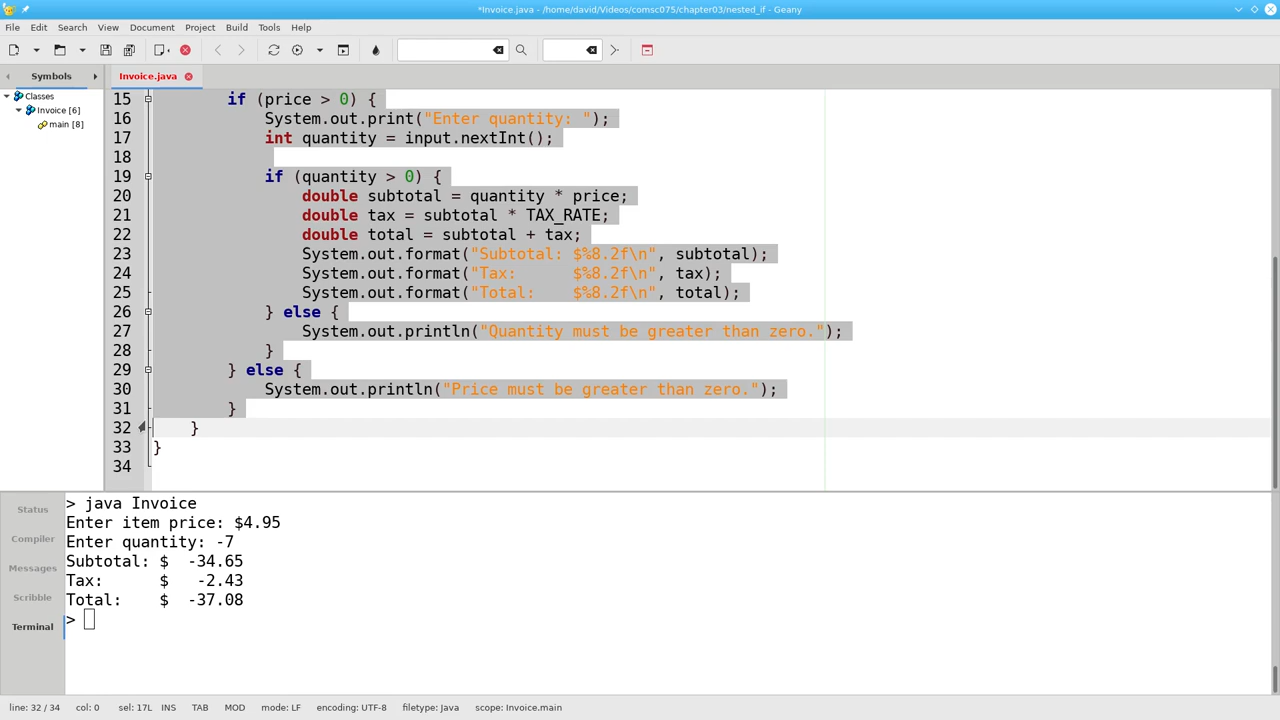 *Invoice.java - /home/david/Videos/comsc075/chapter03/nested_if - Geany
File Edit Search View Document Project Build Tools Help
Symbols
Invoice.java
Classes
Invoice [6]
main [8]
15 if (price > 0) {
16 System.out.print("Enter quantity: ");
17 int quantity = input.nextInt();
18
19 if (quantity > 0) {
20 double subtotal = quantity * price;
21 double tax = subtotal * TAX_RATE;
22 double total = subtotal + tax;
23 System.out.format("Subtotal: $%8.2f\n", subtotal);
24 System.out.format("Tax:      $%8.2f\n", tax);
25 System.out.format("Total:    $%8.2f\n", total);
26 } else {
27 System.out.println("Quantity must be greater than zero.");
28 }
29 } else {
30 System.out.println("Price must be greater than zero.");
31 }
32 }
33 }
34
Status
Compiler
Messages
Scribble
Terminal
> java Invoice
Enter item price: $4.95
Enter quantity: -7
Subtotal: $  -34.65
Tax:      $   -2.43
Total:    $  -37.08
>
line: 32 / 34 col: 0 sel: 17L INS TAB MOD mode: LF encoding: UTF-8 filetype: Java scope: Invoice.main